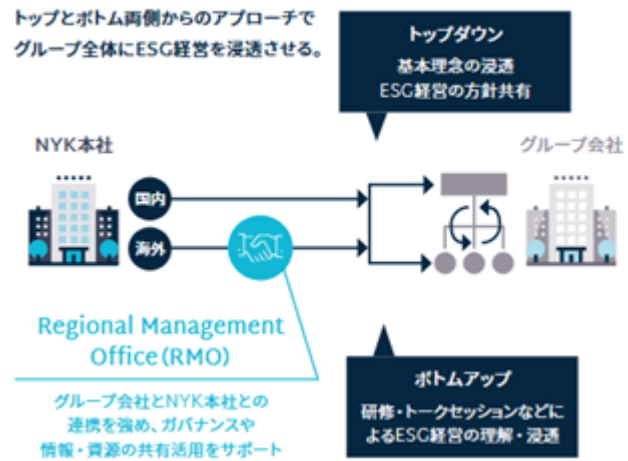 トップとボトム両側からのアプローチで
グループ全体にESG経営を浸透させる。
トップダウン
基本理念の浸透
ESG経営の方針共有
NYK本社
グループ会社
国内
海外
Regional Management
Office(RMO)
グループ会社とNYK本社との
連携を強め、ガバナンスや
情報・資源の共有活用をサポート
ボトムアップ
研修・トークセッションなどに
よるESG経営の理解・浸透